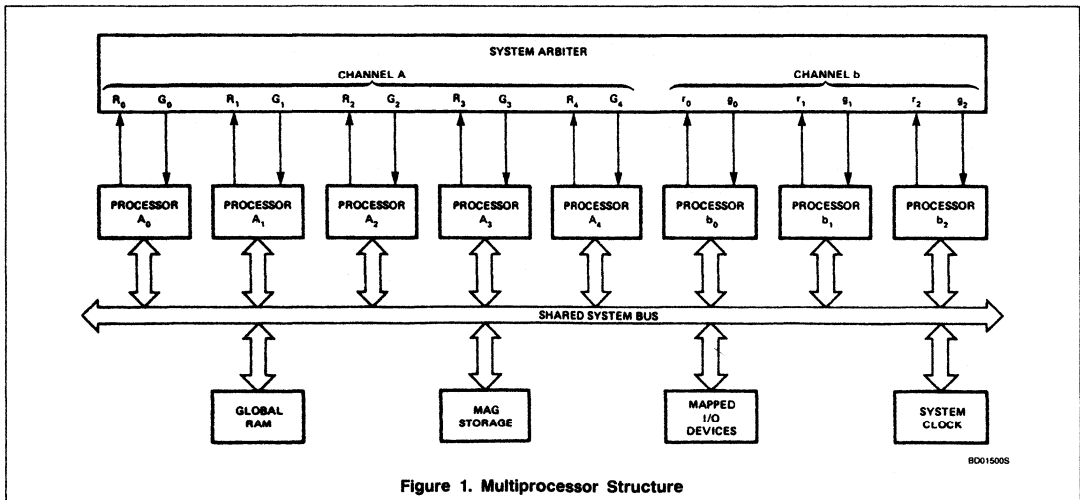 SYSTEM ARBITER
CHANNEL A
CHANNEL b
R₀ G₀ R₁ G₁ R₂ G₂ R₃ G₃ R₄ G₄ r₀ g₀ r₁ g₁ r₂ g₂
PROCESSOR
A₀
PROCESSOR
A₁
PROCESSOR
A₂
PROCESSOR
A₃
PROCESSOR
A₄
PROCESSOR
b₀
PROCESSOR
b₁
PROCESSOR
b₂
SHARED SYSTEM BUS
GLOBAL
RAM
MAG
STORAGE
MAPPED
I/O
DEVICES
SYSTEM
CLOCK
BD01500S
Figure 1. Multiprocessor Structure